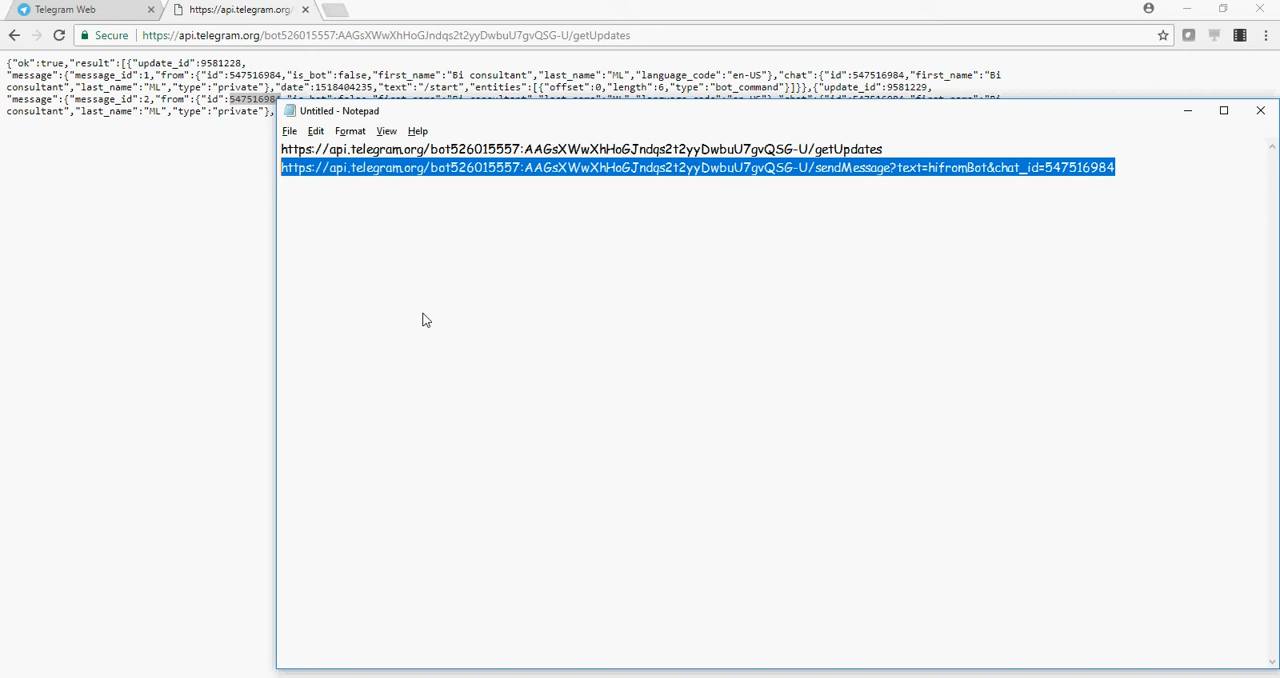 Telegram Web
https://api.telegram.org/
Secure
https://api.telegram.org/bot526015557:AAGsXWwXhHoGJndqs2t2yyDwbuU7gvQSG-U/getUpdates
{"ok":true,"result":[{"update_id":9581228,
"message":{"message_id":1,"from":{"id":547516984,"is_bot":false,"first_name":"Bi consultant","last_name":"ML","language_code":"en-US"},"chat":{"id":547516984,"first_name":"Bi
consultant","last_name":"ML","type":"private"},"date":1518404235,"text":"/start","entities":[{"offset":0,"length":6,"type":"bot_command"}]}},{"update_id":9581229,
"message":{"message_id":2,"from":{"id":547516984
consultant","last_name":"ML","type":"private"},
Untitled - Notepad
File Edit Format View Help
https://api.telegram.org/bot526015557:AAGsXWwXhHoGJndqs2t2yyDwbuU7gvQSG-U/getUpdates
https://api.telegram.org/bot526015557:AAGsXWwXhHoGJndqs2t2yyDwbuU7gvQSG-U/sendMessage?text=hifromBot&chat_id=547516984